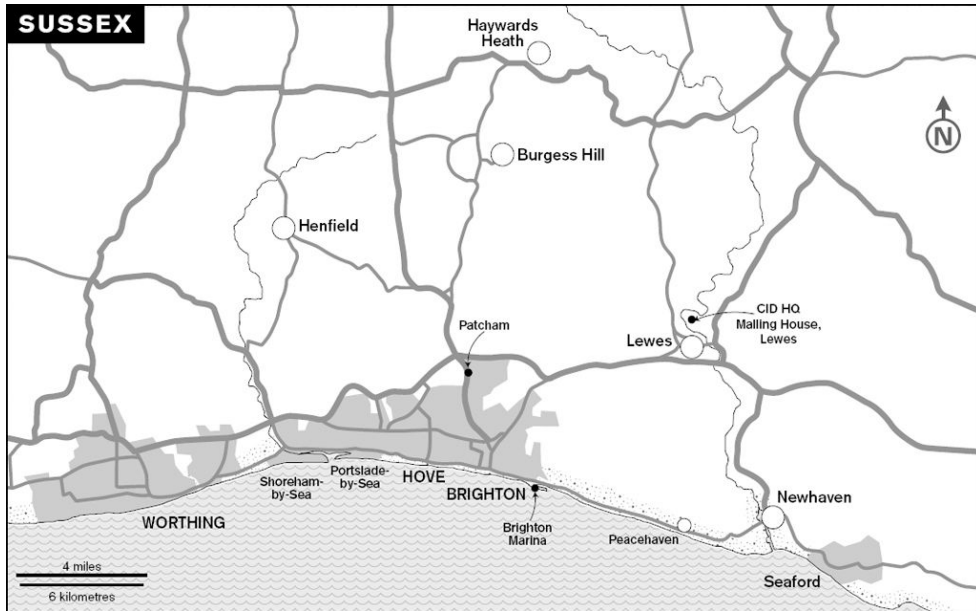 SUSSEX
Haywards
Heath
N
Burgess Hill
Henfield
CID HQ
Malling House,
Lewes
Patcham
Lewes
Portslade-
by-Sea
HOVE
Shoreham-
by-Sea
BRIGHTON
Newhaven
WORTHING
Brighton
Marina
Peacehaven
4 miles
6 kilometres
Seaford